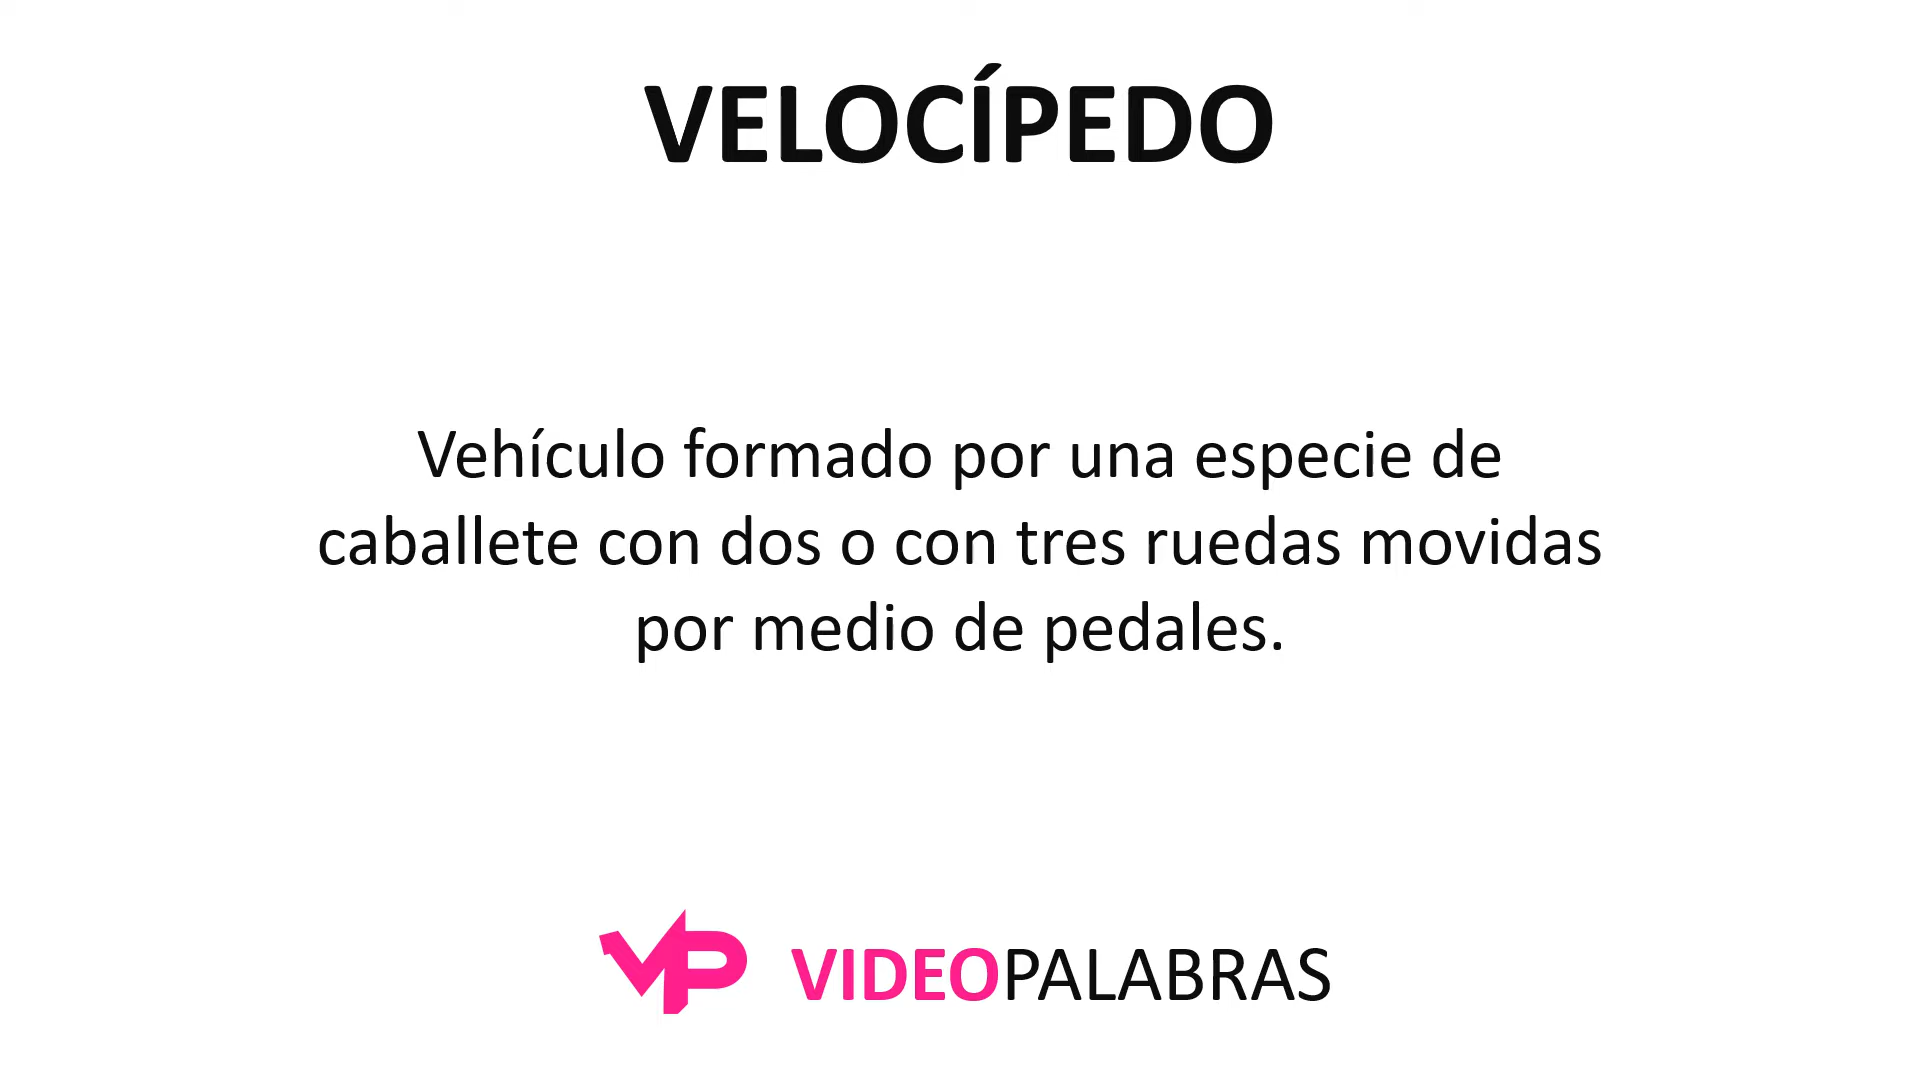 VELOCÍPEDO
Vehículo formado por una especie de
caballete con dos o con tres ruedas movidas
por medio de pedales.
VP VIDEOPALABRAS